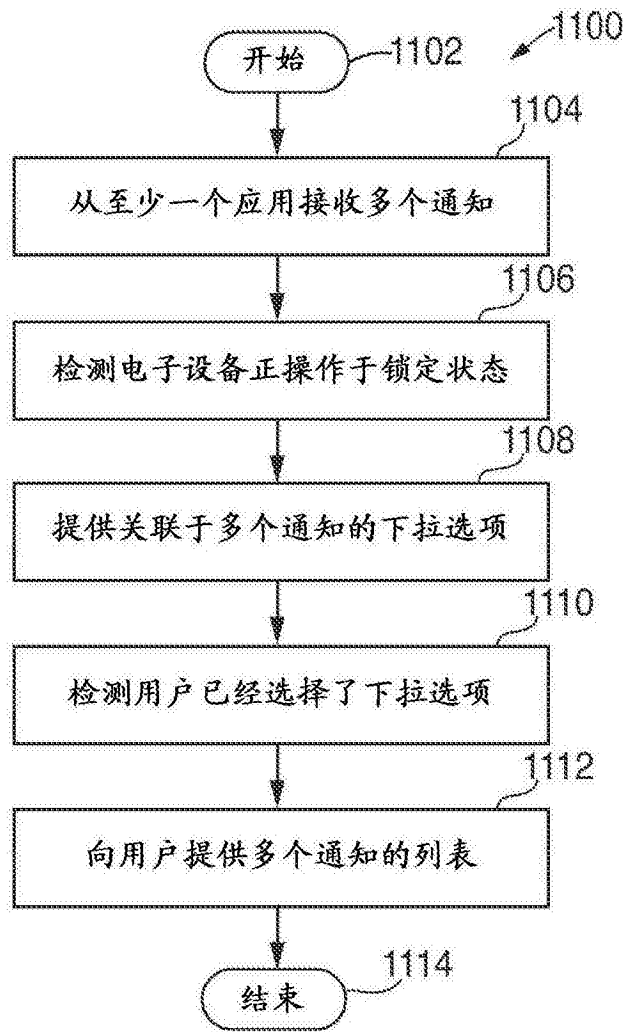 1100
开始
1102
1104
从至少一个应用接收多个通知
1106
检测电子设备正操作于锁定状态
1108
提供关联于多个通知的下拉选项
1110
检测用户已经选择了下拉选项
1112
向用户提供多个通知的列表
结束
1114